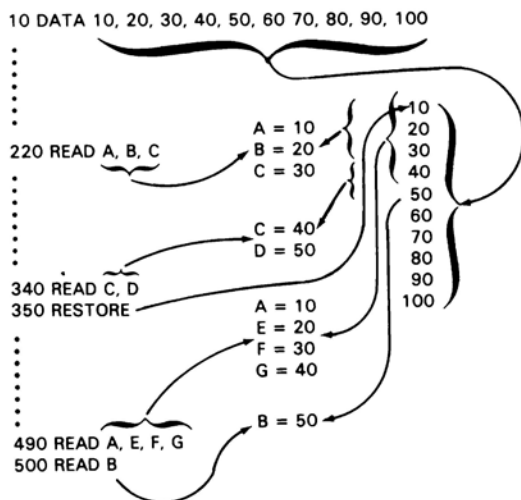 10 DATA 10, 20, 30, 40, 50, 60, 70, 80, 90, 100
220 READ A, B, C
A = 10
B = 20
C = 30
C = 40
D = 50
340 READ C, D
350 RESTORE
A = 10
E = 20
F = 30
G = 40
490 READ A, E, F, G
500 READ B
B = 50
10
20
30
40
50
60
70
80
90
100